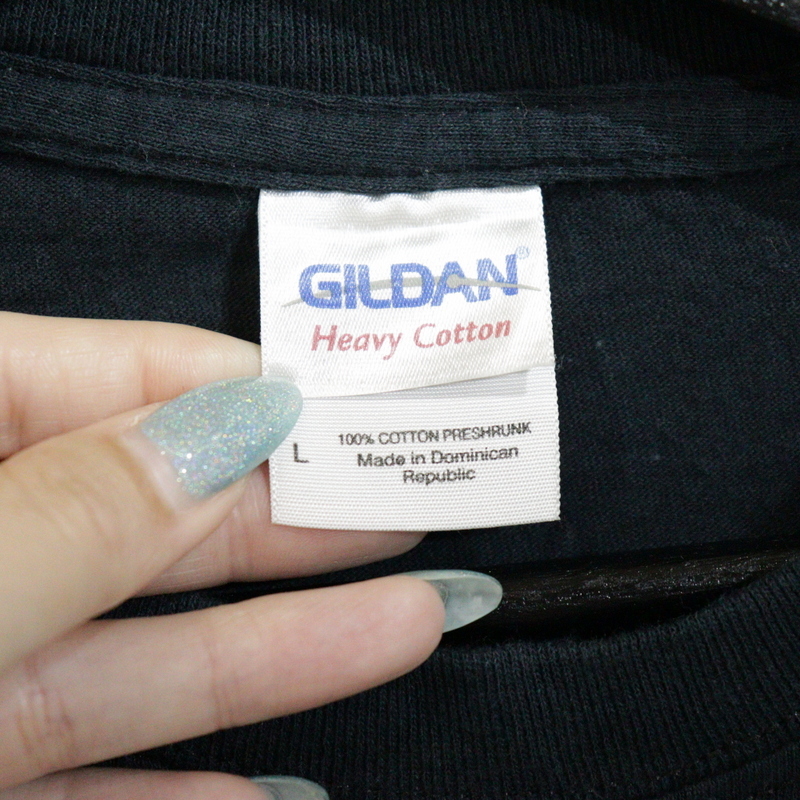 GILDAN®
Heavy Cotton
100% COTTON PRESHRUNK
L Made in Dominican
Republic